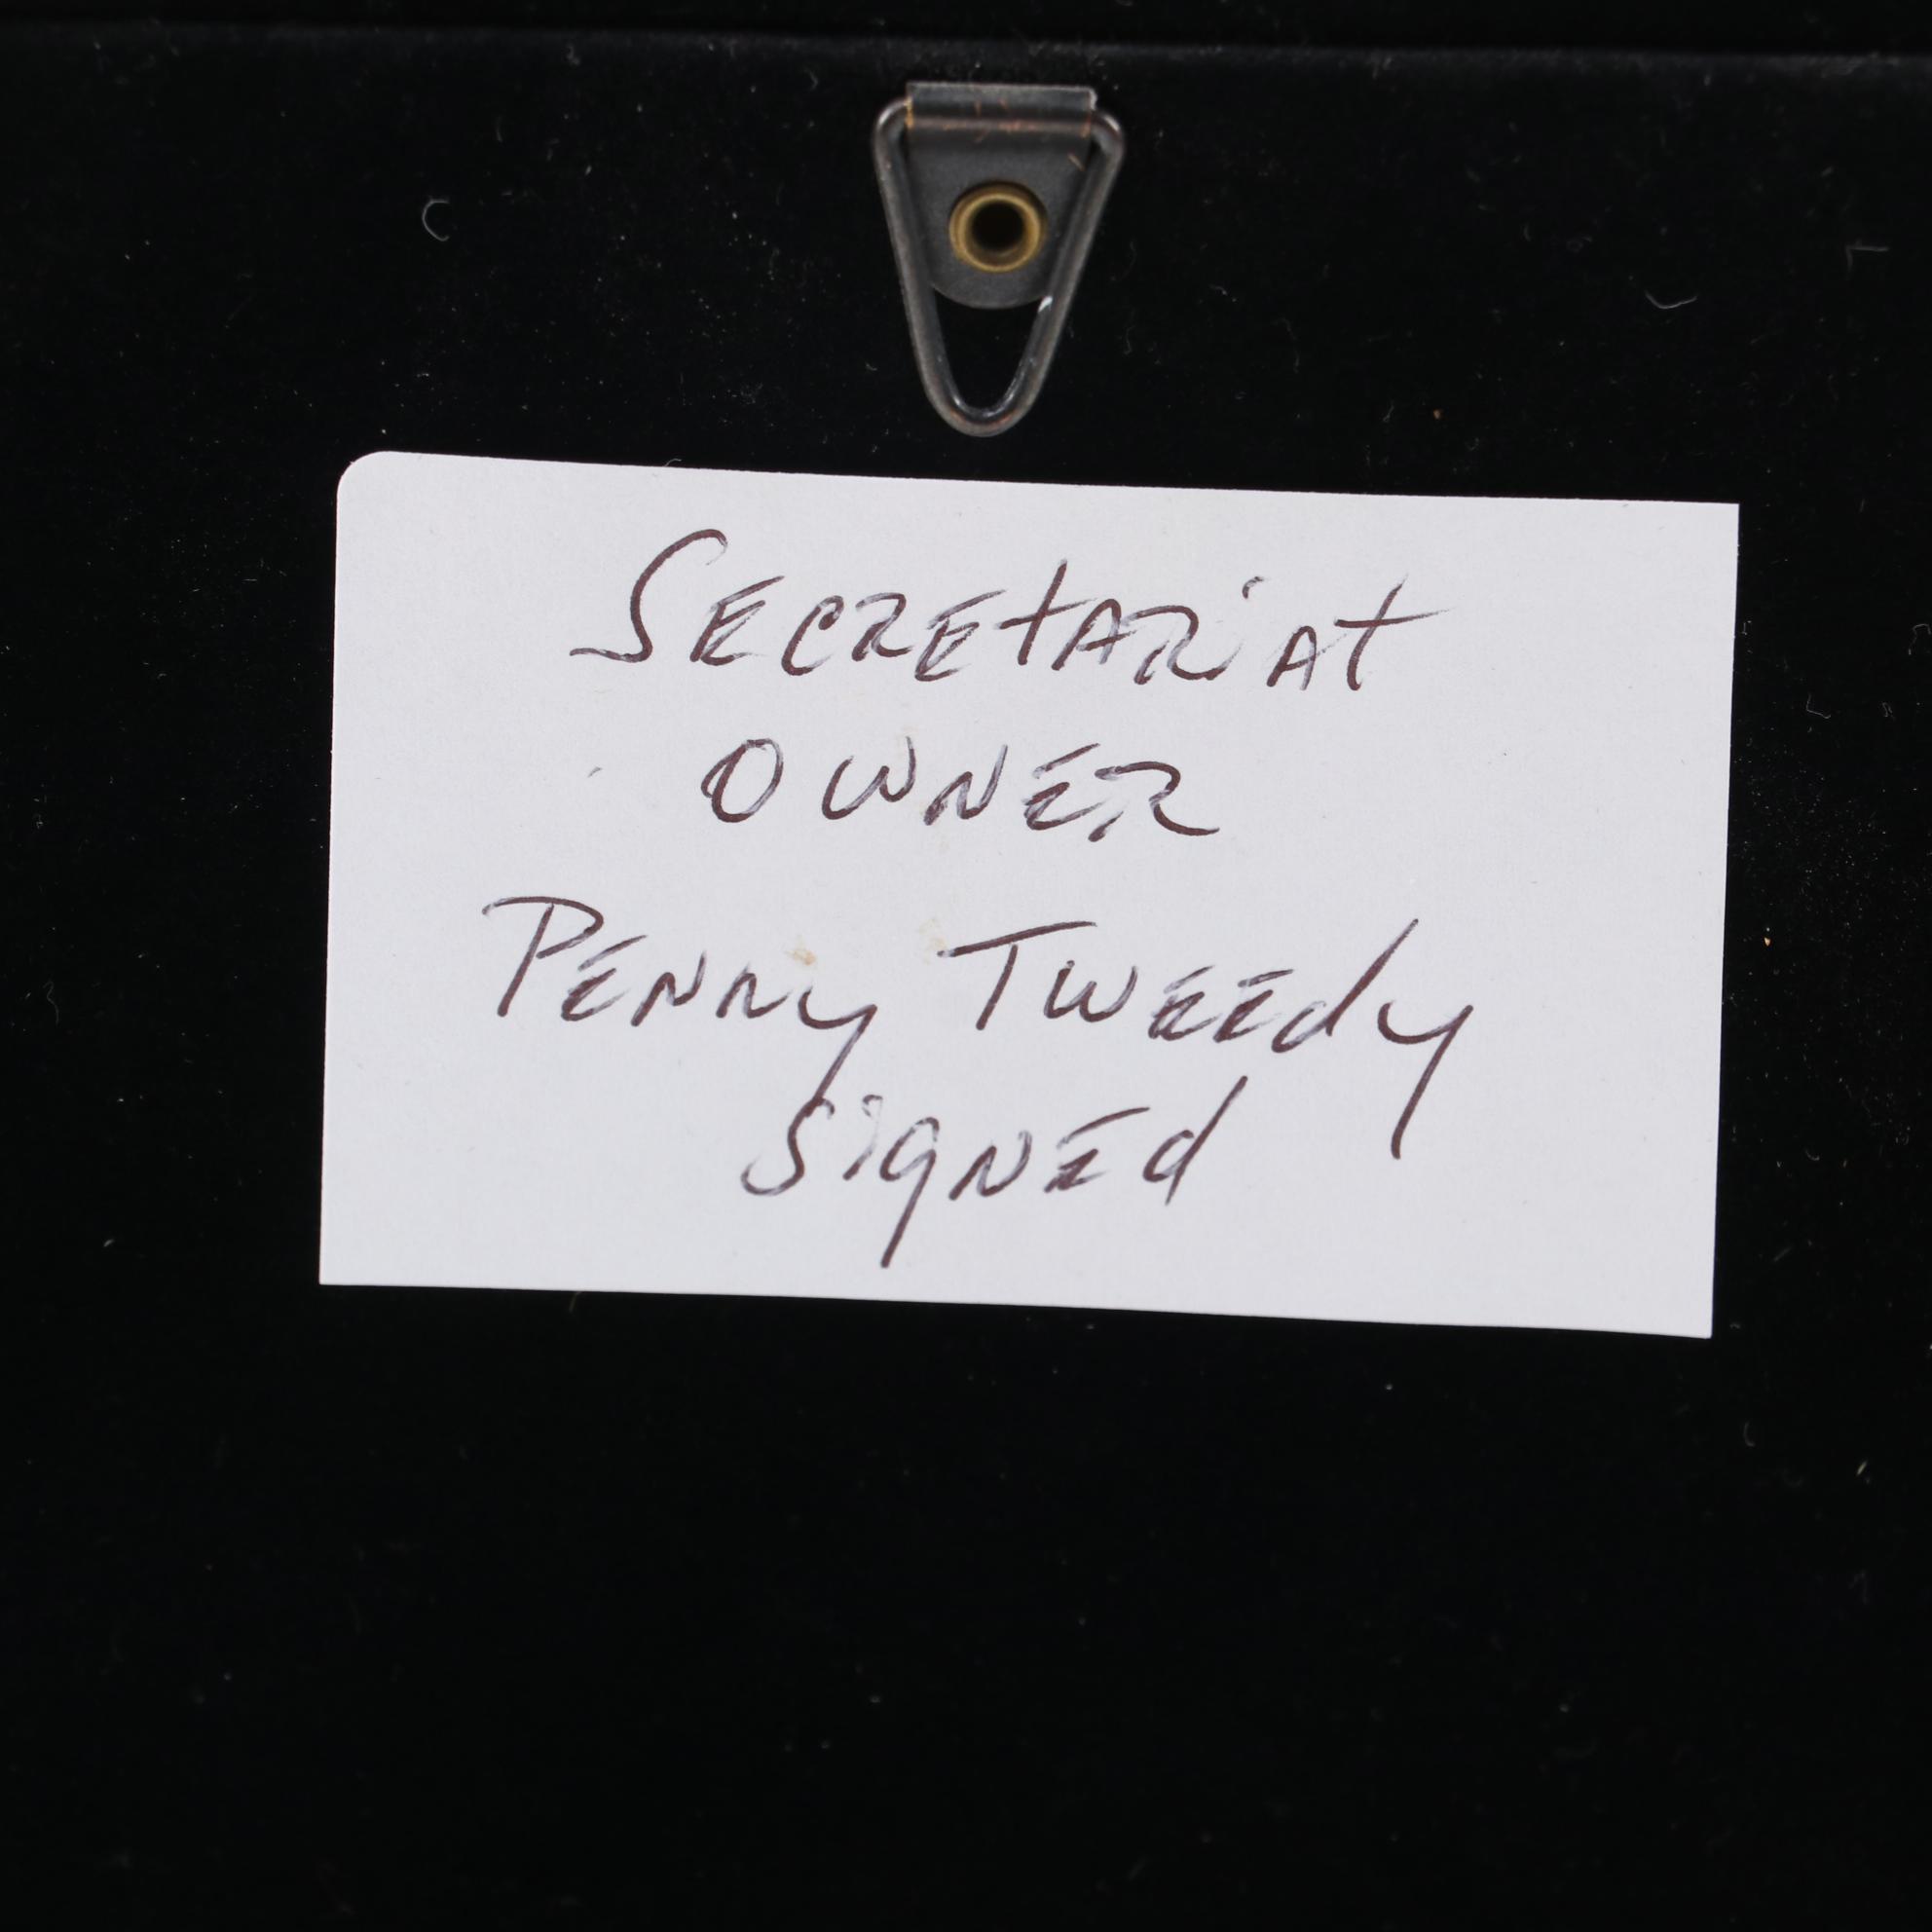 Secretariat
Owner
Penny Tweedy
Signed